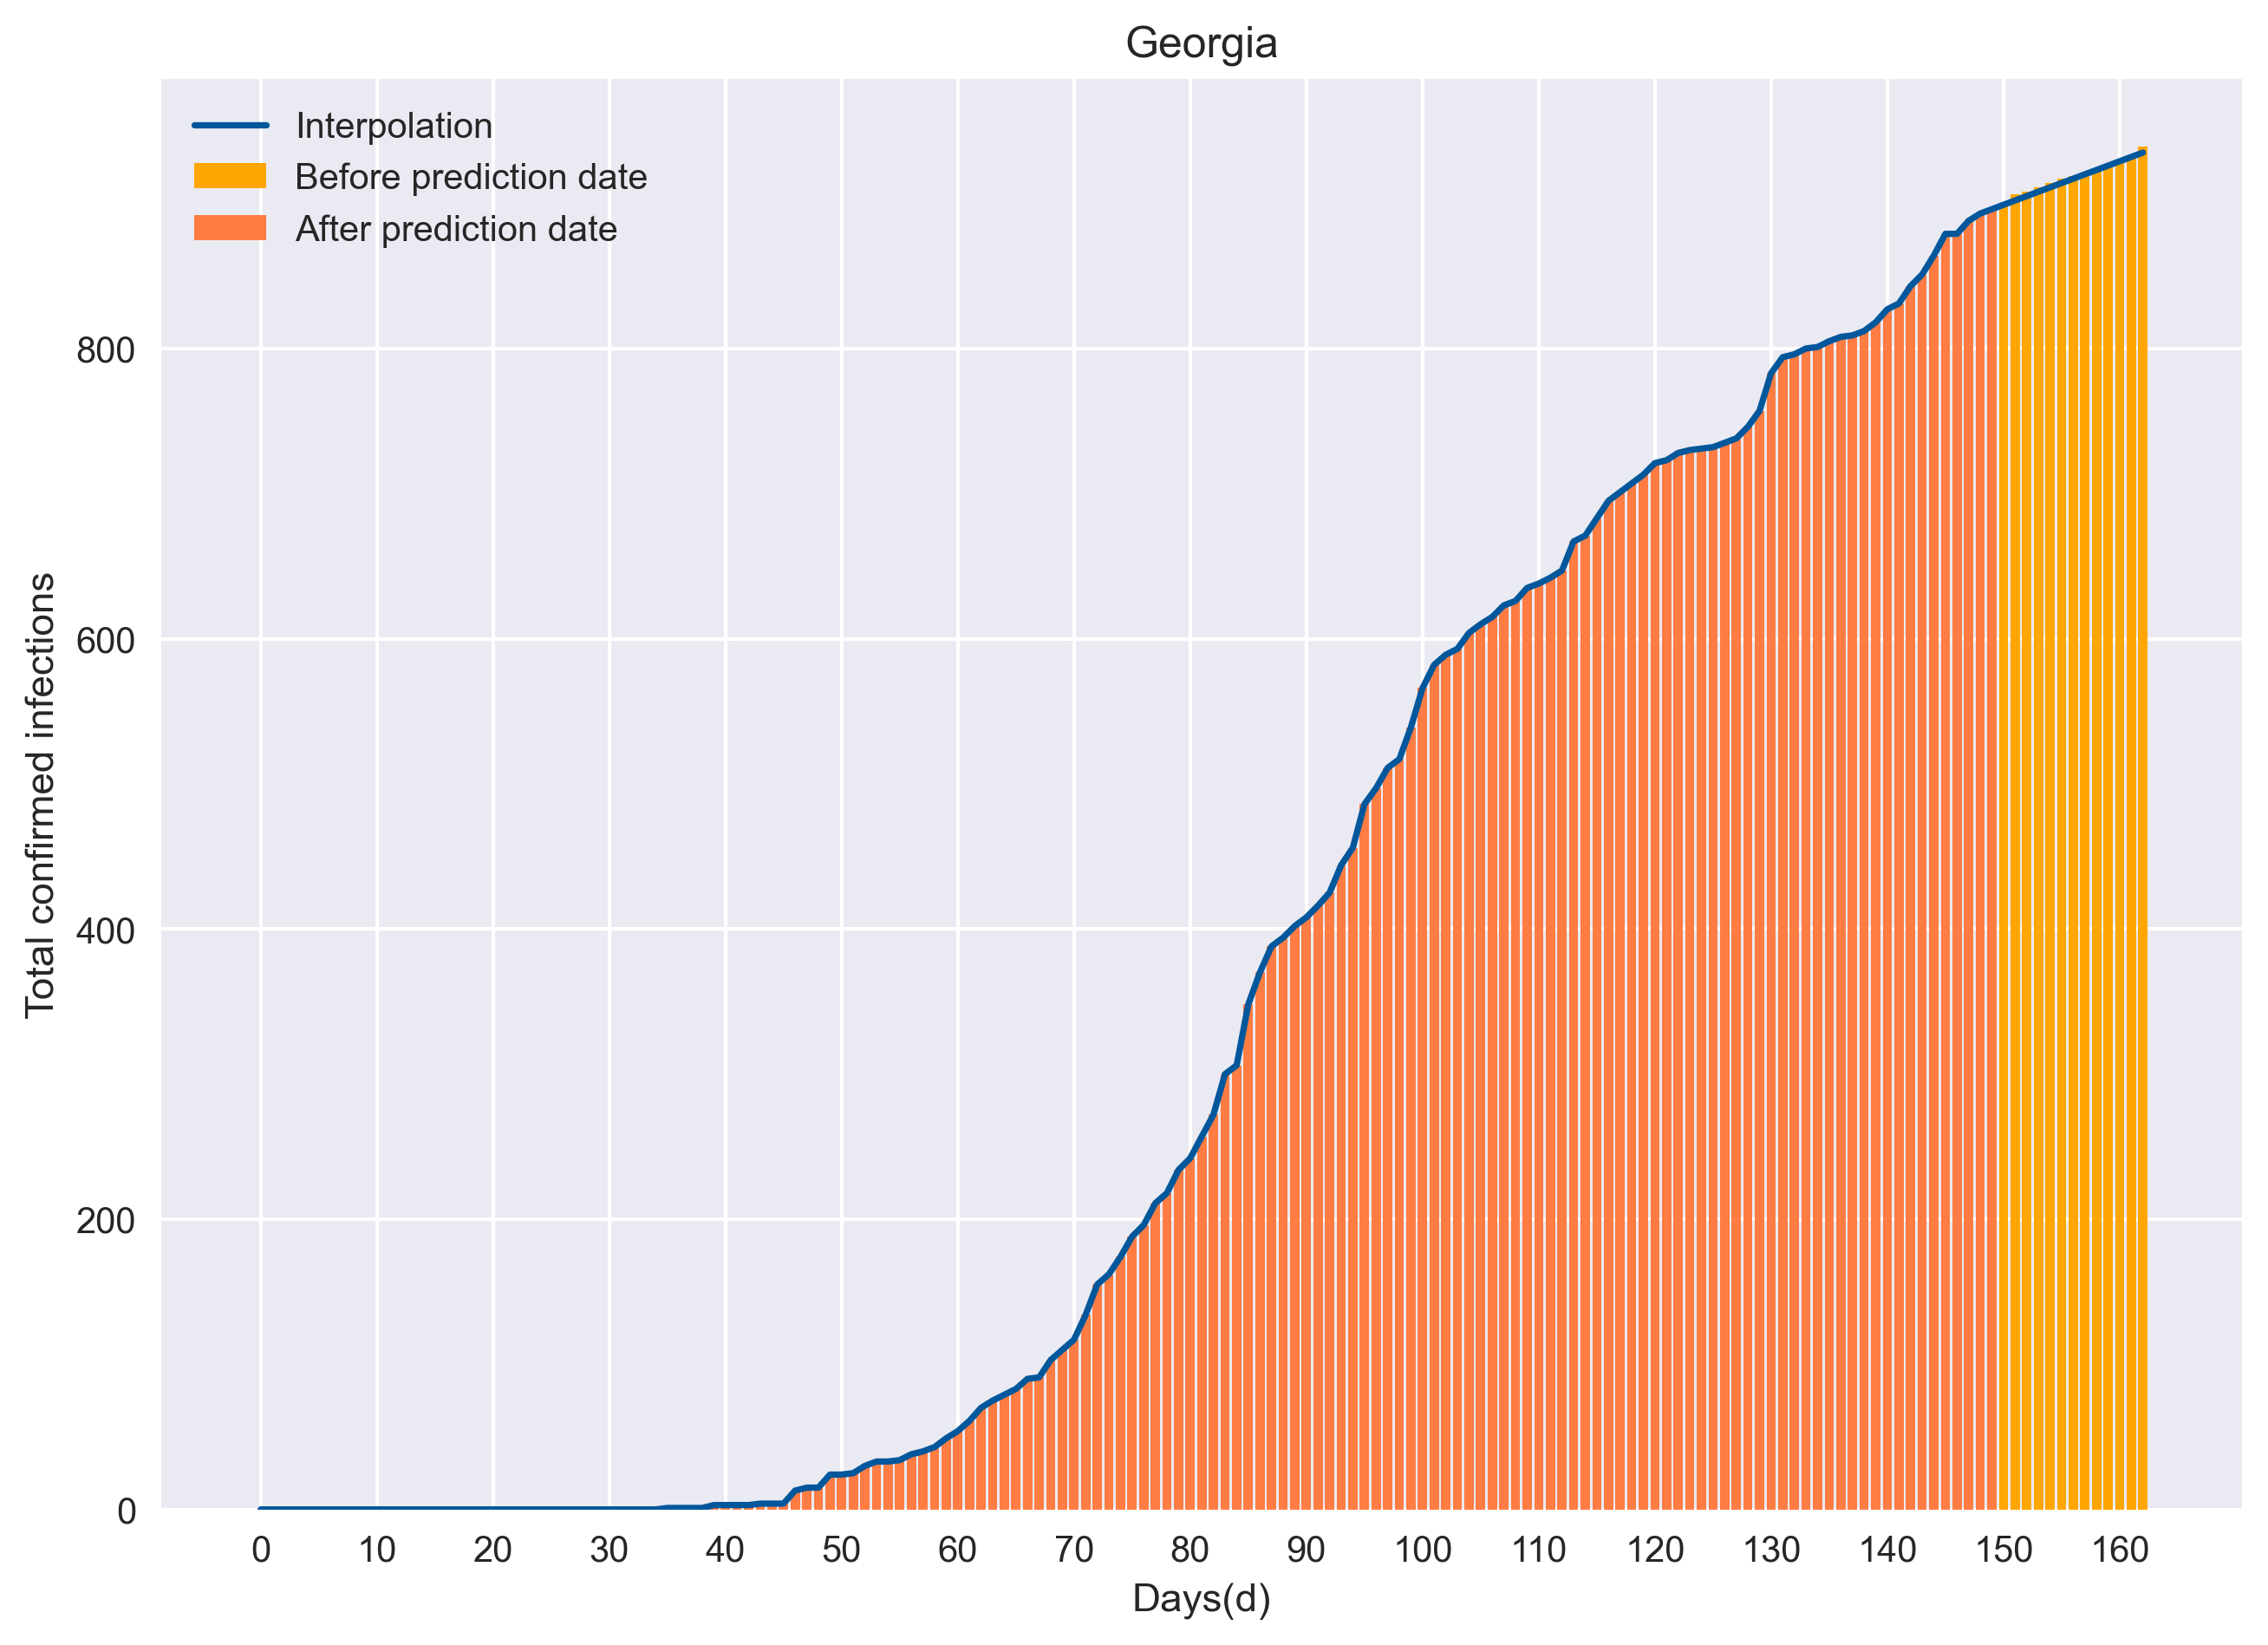 Georgia
Interpolation
Before prediction date
After prediction date
Total confirmed infections
800
600
400
200
0
0 10 20 30 40 50 60 70 80 90 100 110 120 130 140 150 160
Days(d)